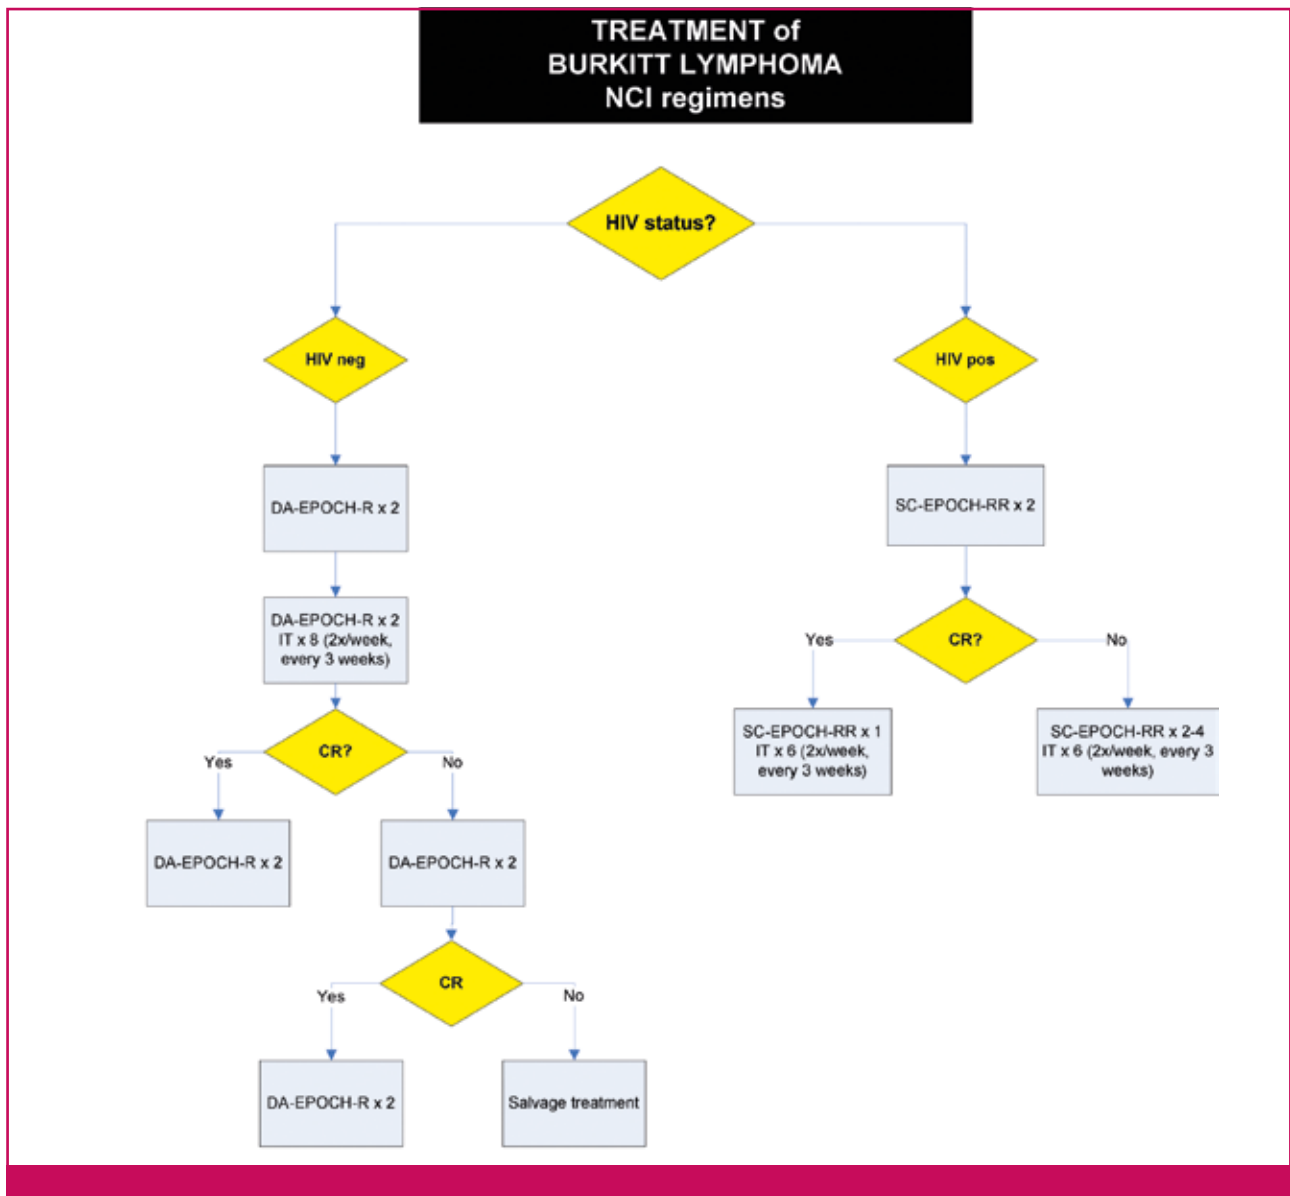 TREATMENT of
BURKITT LYMPHOMA
NCI regimens
HIV status?
HIV neg
HIV pos
DA-EPOCH-R x 2
SC-EPOCH-RR x 2
DA-EPOCH-R x 2
IT x 8 (2x/week,
every 3 weeks)
CR?
Yes
No
CR?
Yes
No
SC-EPOCH-RR x 1
IT x 6 (2x/week,
every 3 weeks)
SC-EPOCH-RR x 2-4
IT x 6 (2x/week, every 3
weeks)
DA-EPOCH-R x 2
DA-EPOCH-R x 2
CR
Yes
No
DA-EPOCH-R x 2
Salvage treatment